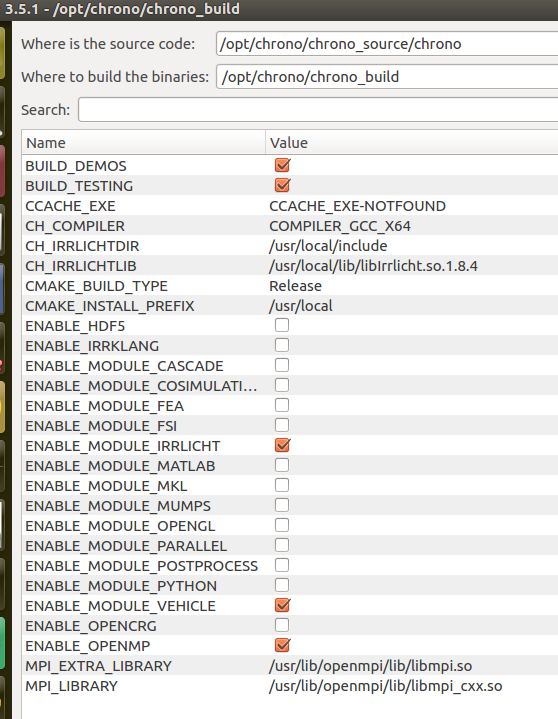 3.5.1 - /opt/chrono/chrono_build
Where is the source code: /opt/chrono/chrono_source/chrono
Where to build the binaries: /opt/chrono/chrono_build
Search:
Name Value
BUILD_DEMOS
BUILD_TESTING
CCACHE_EXE CCACHE_EXE-NOTFOUND
CH_COMPILER COMPILER_GCC_X64
CH_IRRLICHTDIR /usr/local/include
CH_IRRLICHTLIB /usr/local/lib/libIrrlicht.so.1.8.4
CMAKE_BUILD_TYPE Release
CMAKE_INSTALL_PREFIX /usr/local
ENABLE_HDF5
ENABLE_IRRKLANG
ENABLE_MODULE_CASCADE
ENABLE_MODULE_COSIMULATI...
ENABLE_MODULE_FEA
ENABLE_MODULE_FSI
ENABLE_MODULE_IRRLICHT
ENABLE_MODULE_MATLAB
ENABLE_MODULE_MKL
ENABLE_MODULE_MUMPS
ENABLE_MODULE_OPENGL
ENABLE_MODULE_PARALLEL
ENABLE_MODULE_POSTPROCESS
ENABLE_MODULE_PYTHON
ENABLE_MODULE_VEHICLE
ENABLE_OPENCRG
ENABLE_OPENMP
MPI_EXTRA_LIBRARY /usr/lib/openmpi/lib/libmpi.so
MPI_LIBRARY /usr/lib/openmpi/lib/libmpi_cxx.so